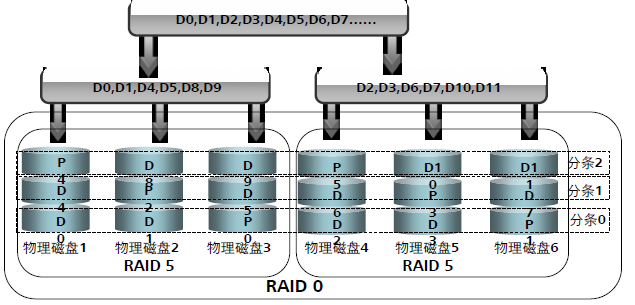 D0,D1,D2,D3,D4,D5,D6,D7……
D0,D1,D4,D5,D8,D9
D2,D3,D6,D7,D10,D11
P D D P D1 D1 分条2
4 8 9 5 0 1
D P D D P D 分条1
4 2 5 6 3 7
D D P D D P 分条0
0 1 0 2 3 1
物理磁盘1 物理磁盘2 物理磁盘3 物理磁盘4 物理磁盘5 物理磁盘6
RAID 5 RAID 5
RAID 0